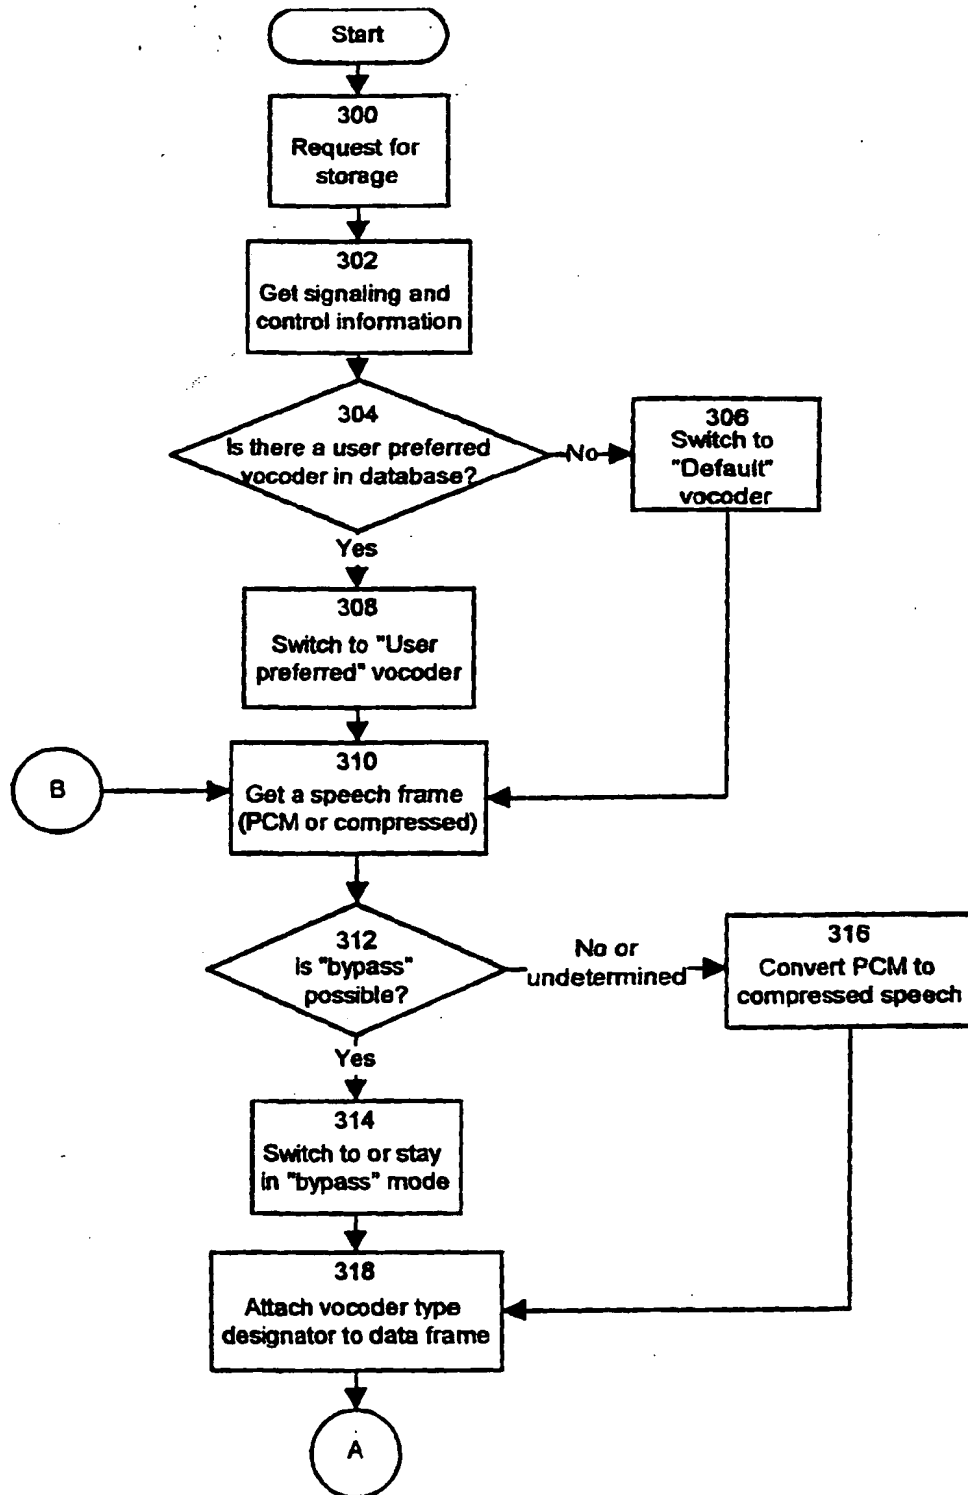 Start
300
Request for
storage
302
Get signaling and
control information
304
Is there a user preferred
vocoder in database?
No
306
Switch to
"Default"
vocoder
Yes
308
Switch to "User
preferred" vocoder
B
310
Get a speech frame
(PCM or compressed)
312
Is "bypass"
possible?
No or
undetermined
316
Convert PCM to
compressed speech
Yes
314
Switch to or stay
in "bypass" mode
318
Attach vocoder type
designator to data frame
A